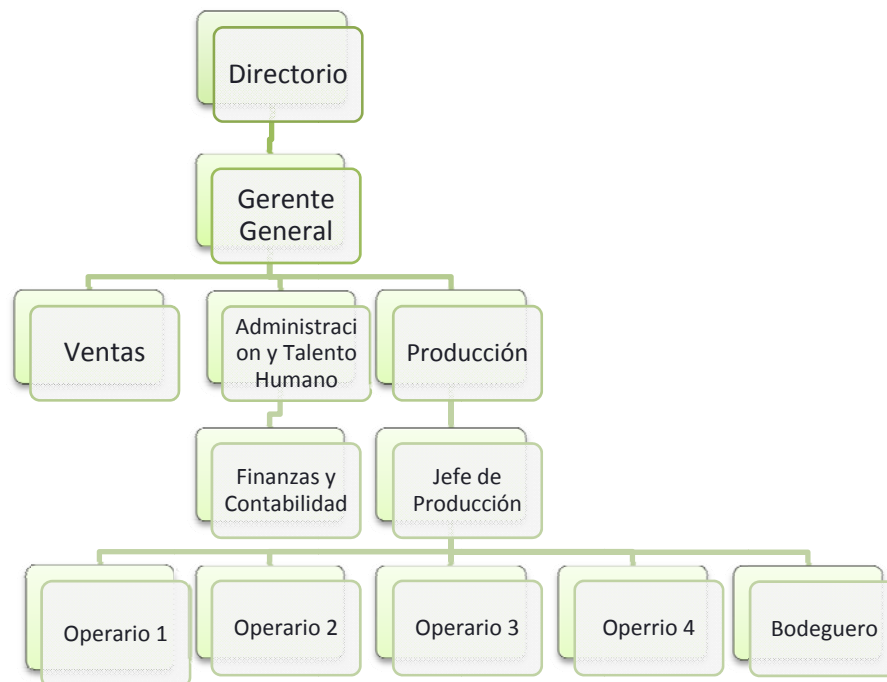 Directorio
Gerente
General
Ventas
Administraci
on y Talento
Humano
Producción
Finanzas y
Contabilidad
Jefe de
Producción
Operario 1
Operario 2
Operario 3
Operrio 4
Bodeguero